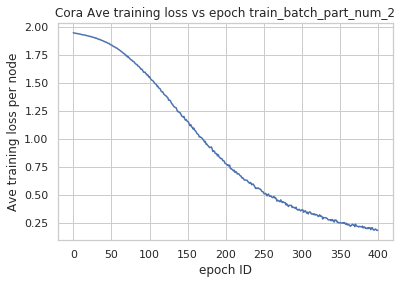 Cora Ave training loss vs epoch train_batch_part_num_2
Ave training loss per node
2.00
1.75
1.50
1.25
1.00
0.75
0.50
0.25
0 50 100 150 200 250 300 350 400
epoch ID